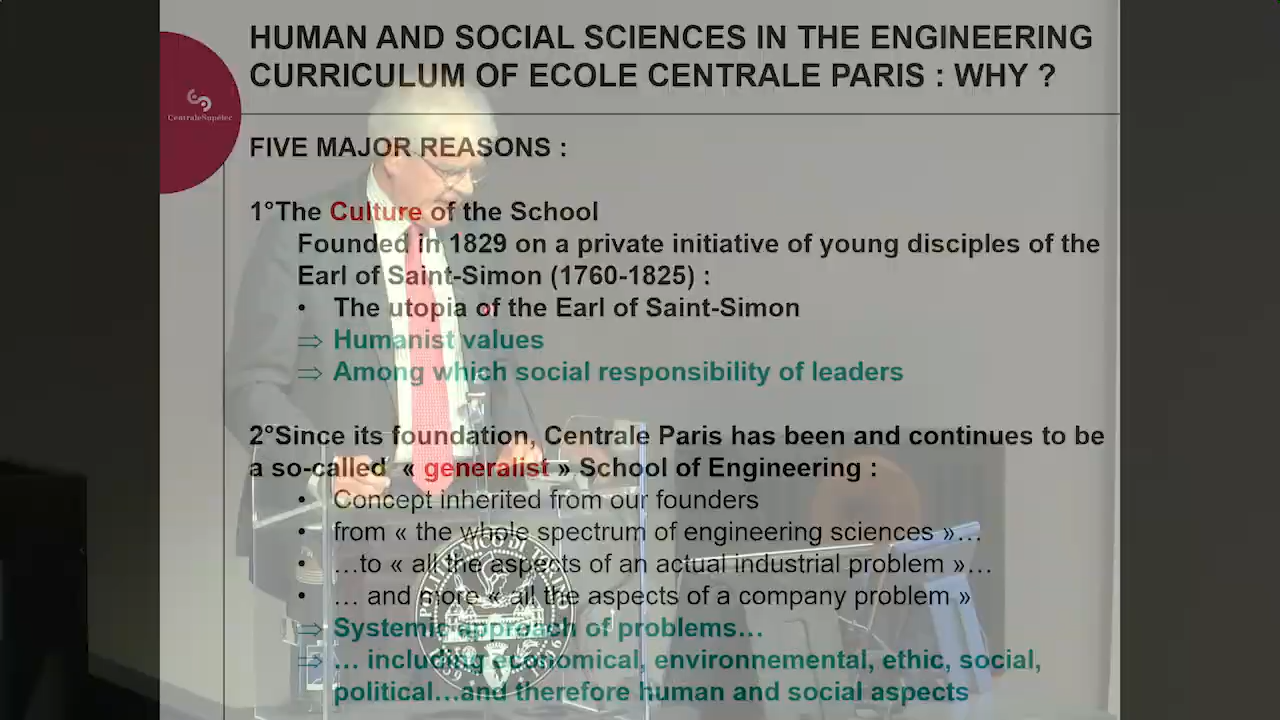 HUMAN AND SOCIAL SCIENCES IN THE ENGINEERING
CURRICULUM OF ECOLE CENTRALE PARIS : WHY ?
CentraleSupélec
FIVE MAJOR REASONS :
1°The Culture of the School
Founded in 1829 on a private initiative of young disciples of the
Earl of Saint-Simon (1760-1825) :
• The utopia of the Earl of Saint-Simon
⇒ Humanist values
⇒ Among which social responsibility of leaders
2°Since its foundation, Centrale Paris has been and continues to be
a so-called « generalist » School of Engineering :
• Concept inherited from our founders
• from « the whole spectrum of engineering sciences »…
• …to « all the aspects of an actual industrial problem »…
• … and more « all the aspects of a company problem »
⇒ Systemic approach of problems…
⇒ … including economical, environnemental, ethic, social,
political…and therefore human and social aspects
POLITECNICO DI TORINO